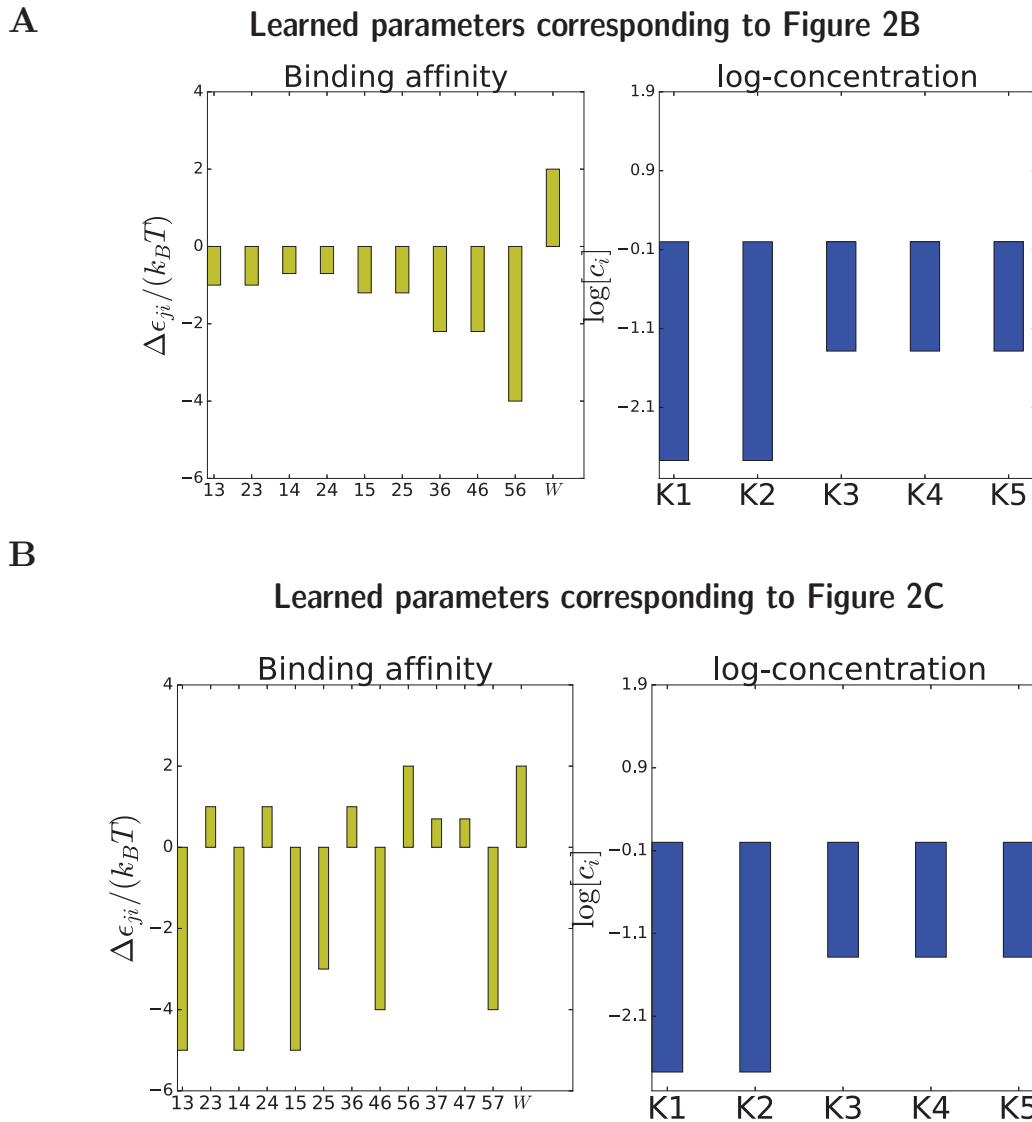 A
Learned parameters corresponding to Figure 2B
Binding affinity
log-concentration
4
2
0
−2
−4
−6
Δϵji/(kBT)
13 23 14 24 15 25 36 46 56 W
1.9
0.9
−0.1
−1.1
−2.1
log[ci]
K1 K2 K3 K4 K5
B
Learned parameters corresponding to Figure 2C
Binding affinity
log-concentration
4
2
0
−2
−4
−6
Δϵji/(kBT)
13 23 14 24 15 25 36 46 56 37 47 57 W
1.9
0.9
−0.1
−1.1
−2.1
log[ci]
K1 K2 K3 K4 K5